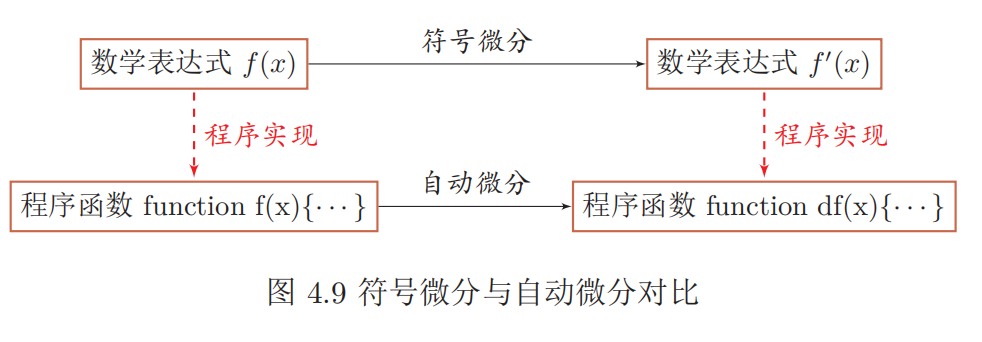 符号微分
数学表达式 f(x)
数学表达式 f′(x)
程序实现
程序实现
自动微分
程序函数 function f(x){⋯}
程序函数 function df(x){⋯}
图 4.9 符号微分与自动微分对比